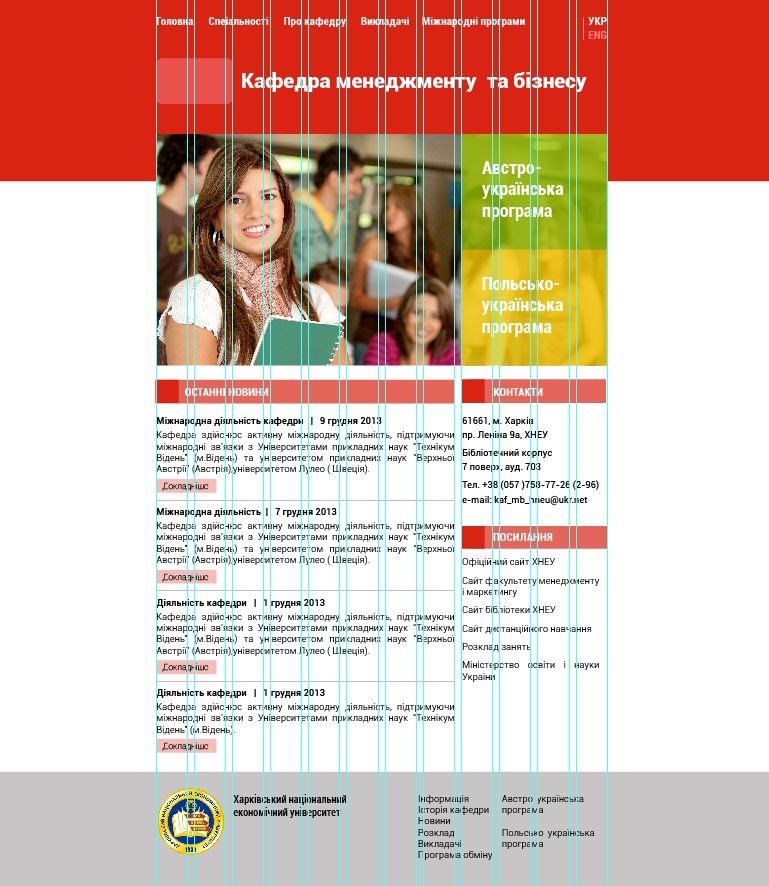 Головна Спеіальності Про кафедру Викладачі Міжнародні програми УКР
ENG
Кафедра менеджменту та бізнесу
Австро-
українська
програма
Польсько-
українська
програма
ОСТАННІ НОВИНИ
Міжнародна діяльність кафедри | 9 грудня 2013
Кафедра здійснює активну міжнародну діяльність, підтримуючи
міжнародні зв'язки з Університетами прикладних наук "Технікум
Відень" (м.Відень) та університетом прикладних наук "Верхньої
Австрії" (Австрія),університетом Лулео ( Швеція).
Докладніше
Міжнародна діяльність | 7 грудня 2013
Кафедра здійснює активну міжнародну діяльність, підтримуючи
міжнародні зв'язки з Університетами прикладних наук "Технікум
Відень" (м.Відень) та університетом прикладних наук "Верхньої
Австрії" (Австрія),університетом Лулео ( Швеція).
Докладніше
Діяльність кафедри | 1 грудня 2013
Кафедра здійснює активну міжнародну діяльність, підтримуючи
міжнародні зв'язки з Університетами прикладних наук "Технікум
Відень" (м.Відень) та університетом прикладних наук "Верхньої
Австрії" (Австрія),університетом Лулео ( Швеція).
Докладніше
Діяльність кафедри | 1 грудня 2013
Кафедра здійснює активну міжнародну діяльність, підтримуючи
міжнародні зв'язки з Університетами прикладних наук "Технікум
Відень" (м.Відень).
Докладніше
КОНТАКТИ
61661, м. Харків
пр. Леніна 9а, ХНЕУ
Бібліотечний корпус
7 поверх, ауд. 703
Тел. +38 (057 )758-77-26 (2-96)
e-mail: kaf_mb_hneu@ukr.net
ПОСИЛАННЯ
Офіційний сайт ХНЕУ
Сайт факультету менеджменту
і маркетингу
Сайт бібліотеки ХНЕУ
Сайт дистанційного навчання
Розклад занять
Міністерство освіти і науки
України
1921
Харківський національний
економічний університет
Інформація
Історія кафедри
Новини
Розклад
Викладачі
Програма обміну
Австро-українська
програма
Польсько-українська
програма